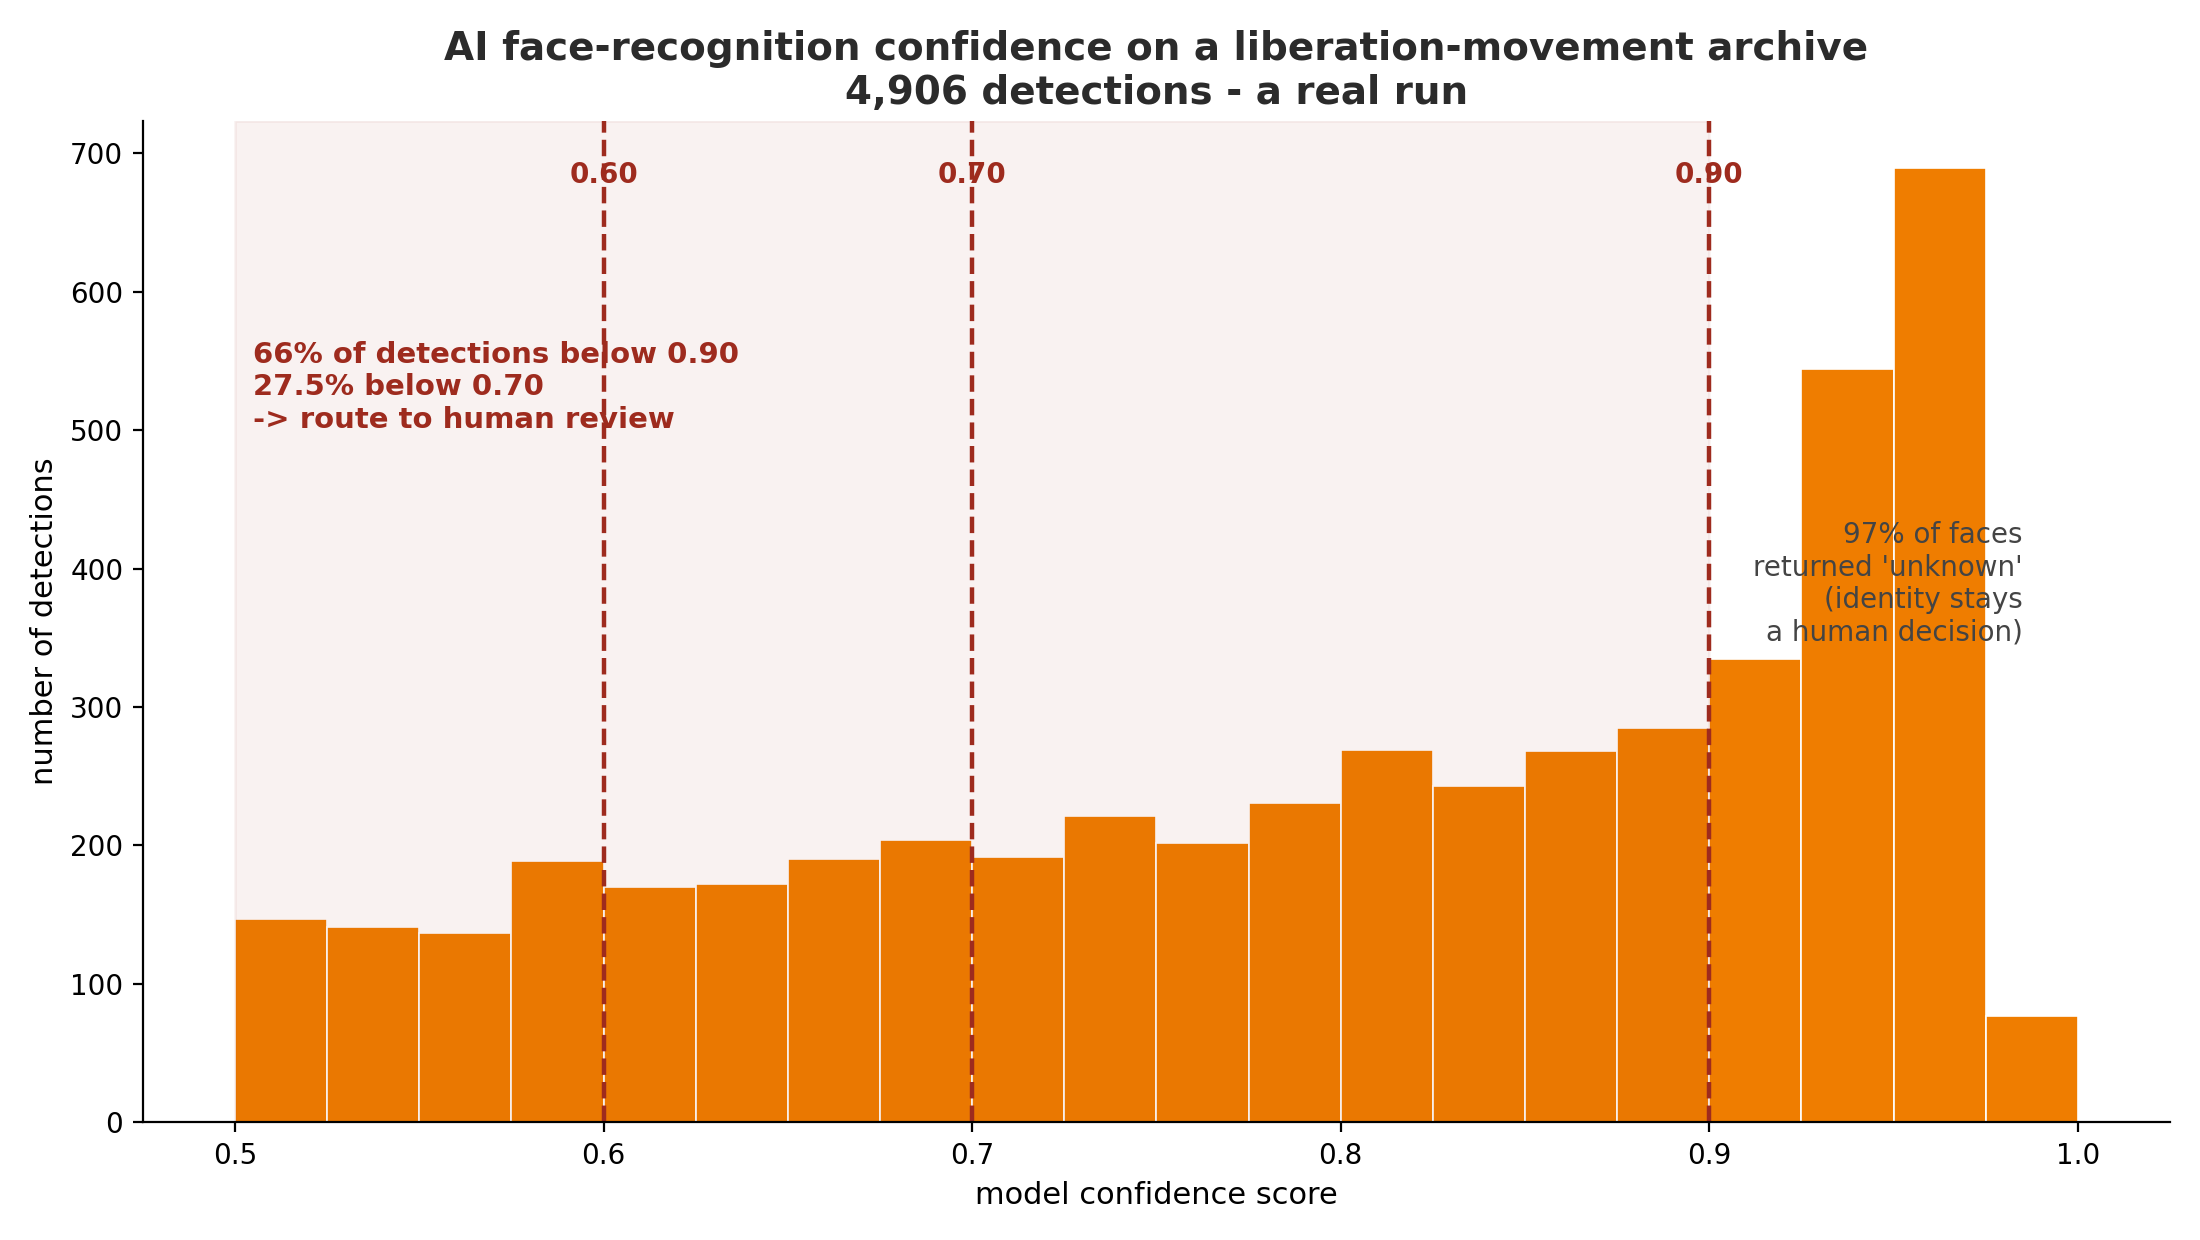 AI face-recognition confidence on a liberation-movement archive
4,906 detections - a real run
700
600
500
400
300
200
100
0
number of detections
0.60
0.70
0.90
66% of detections below 0.90
27.5% below 0.70
-> route to human review
97% of faces
returned 'unknown'
(identity stays
a human decision)
0.5
0.6
0.7
0.8
0.9
1.0
model confidence score